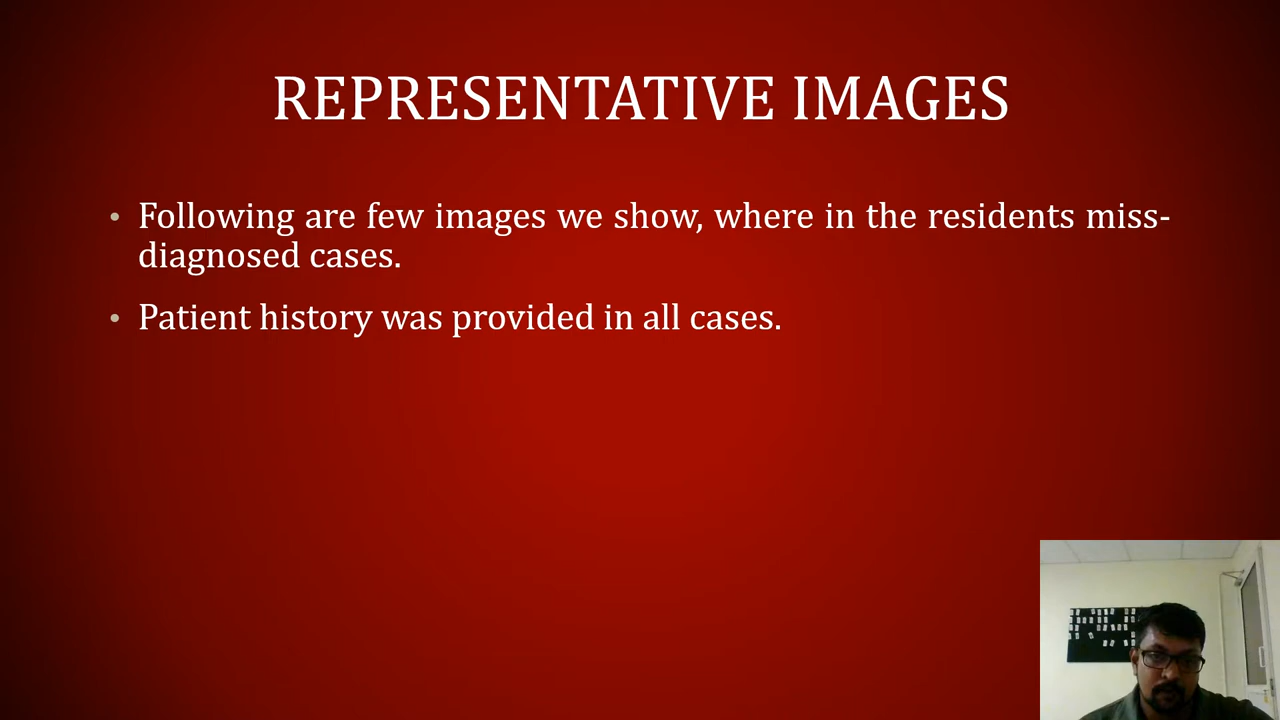 REPRESENTATIVE IMAGES
• Following are few images we show, where in the residents miss-
diagnosed cases.
• Patient history was provided in all cases.